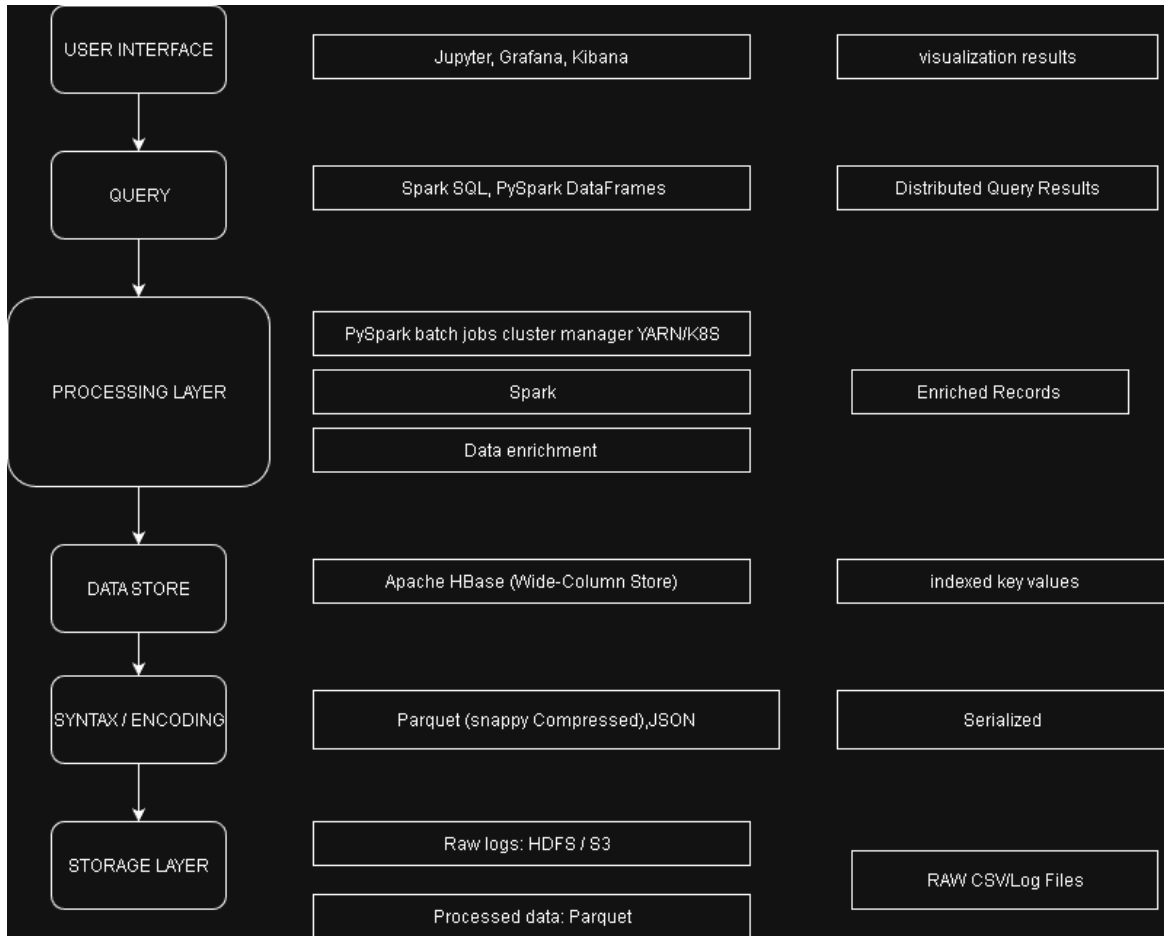 USER INTERFACE
Jupyter, Grafana, Kibana
visualization results
QUERY
Spark SQL, PySpark DataFrames
Distributed Query Results
PROCESSING LAYER
PySpark batch jobs cluster manager YARN/K8S
Spark
Data enrichment
Enriched Records
DATA STORE
Apache HBase (Wide-Column Store)
indexed key values
SYNTAX / ENCODING
Parquet (snappy Compressed),JSON
Serialized
STORAGE LAYER
Raw logs: HDFS / S3
Processed data: Parquet
RAW CSV/Log Files